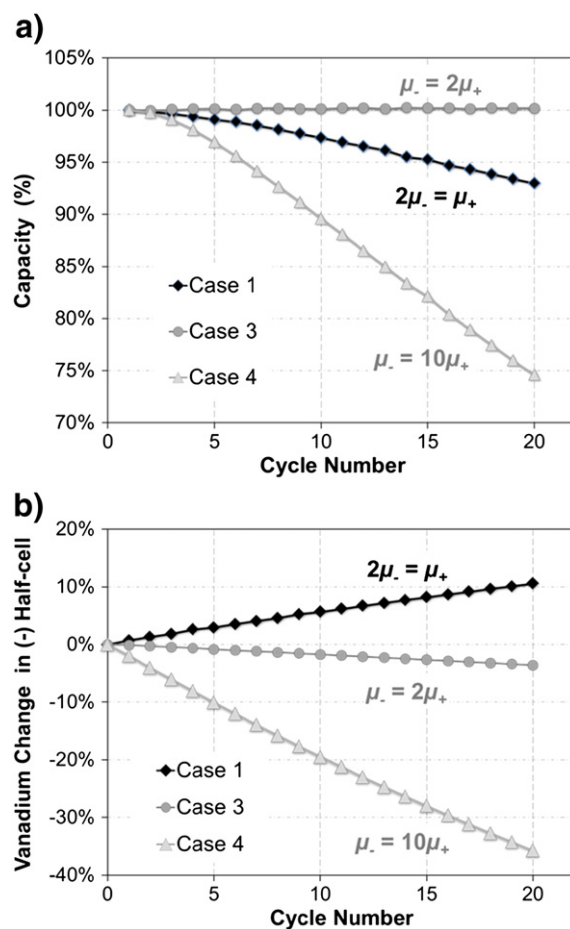 a)
105%
100%
95%
90%
85%
80%
75%
70%
Capacity (%)
μ₋ = 2μ₊
2μ₋ = μ₊
μ₋ = 10μ₊
Case 1
Case 3
Case 4
0 5 10 15 20
Cycle Number
b)
20%
10%
0%
-10%
-20%
-30%
-40%
Vanadium Change in (-) Half-cell
2μ₋ = μ₊
μ₋ = 2μ₊
μ₋ = 10μ₊
Case 1
Case 3
Case 4
0 5 10 15 20
Cycle Number